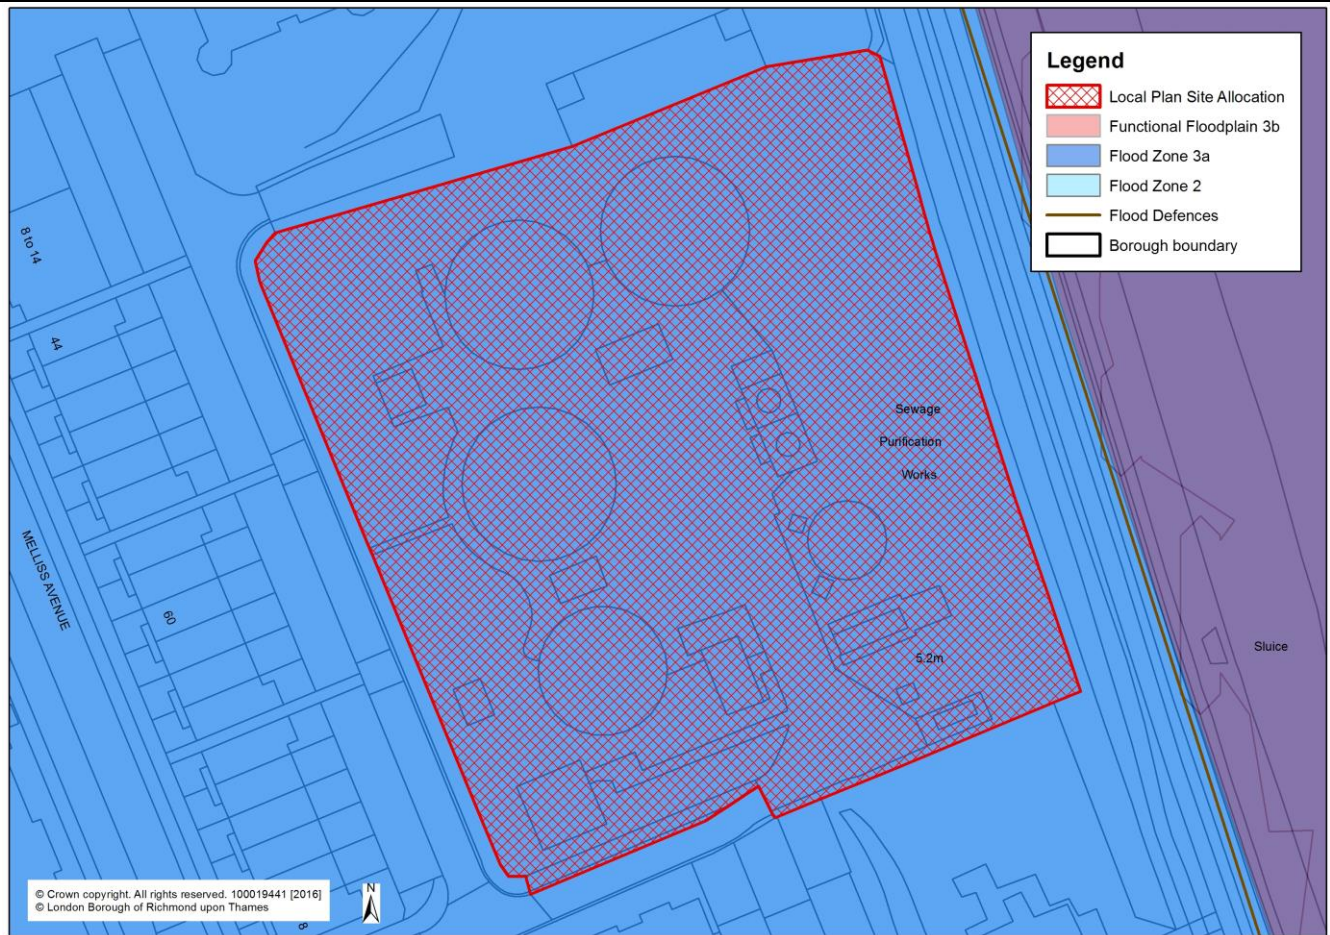 Legend
Local Plan Site Allocation
Functional Floodplain 3b
Flood Zone 3a
Flood Zone 2
Flood Defences
Borough boundary
8 to 14
44
Sewage
Purification
Works
MELLISS AVENUE
60
5.2m
Sluice
© Crown copyright. All rights reserved. 100019441 [2016]
© London Borough of Richmond upon Thames
N
8